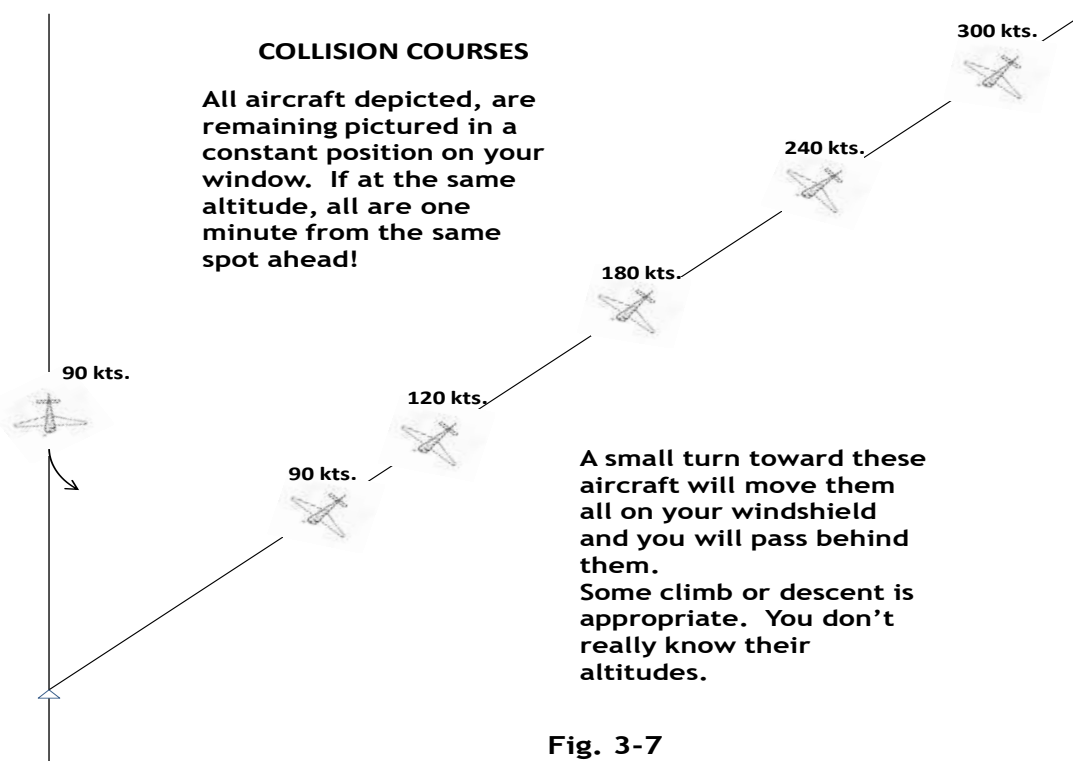 300 kts.
COLLISION COURSES
All aircraft depicted, are
remaining pictured in a
constant position on your
window.  If at the same
altitude, all are one
minute from the same
spot ahead!
240 kts.
180 kts.
90 kts.
120 kts.
90 kts.
A small turn toward these
aircraft will move them
all on your windshield
and you will pass behind
them.
Some climb or descent is
appropriate.  You don’t
really know their
altitudes.
Fig. 3-7